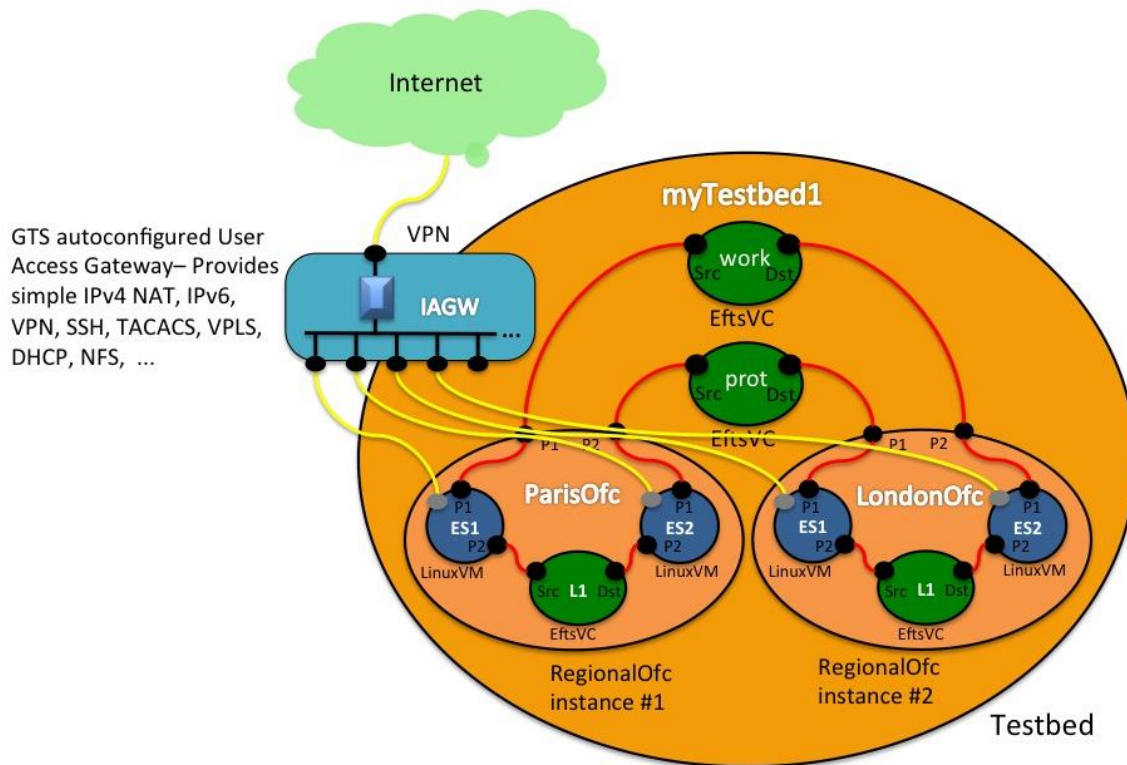 Internet
myTestbed1
VPN
GTS autoconfigured User
Access Gateway– Provides
simple IPv4 NAT, IPv6,
VPN, SSH, TACACS, VPLS,
DHCP, NFS, ...
IAGW
...
work
Src
Dst
EftsVC
prot
Src
Dst
EftsVC
P1
P2
P1
P2
ParisOfc
LondonOfc
P1
ES1
P2
LinuxVM
P1
ES2
P2
LinuxVM
Src
L1
Dst
EftsVC
P1
ES1
P2
LinuxVM
P1
ES2
P2
LinuxVM
Src
L1
Dst
EftsVC
RegionalOfc
instance #1
RegionalOfc
instance #2
Testbed